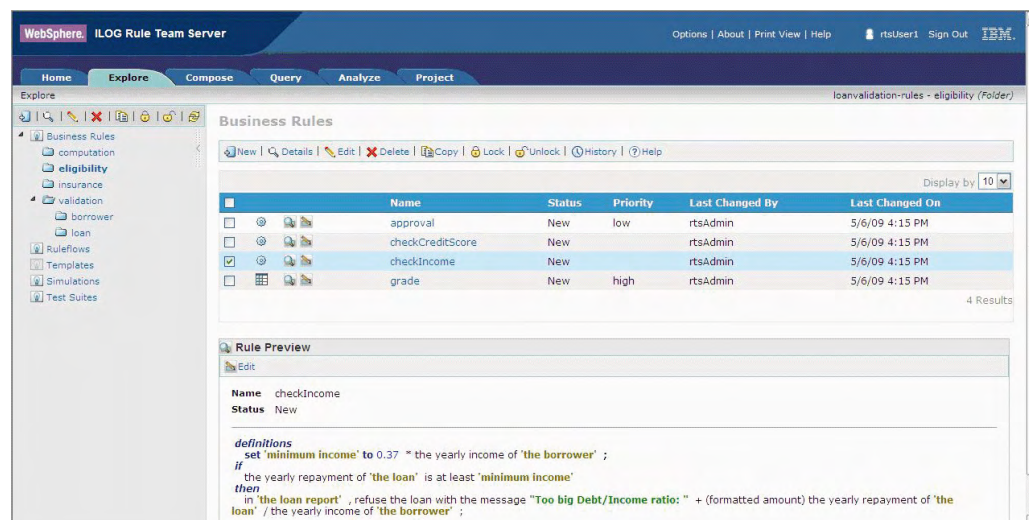 WebSphere. ILOG Rule Team Server
Options | About | Print View | Help rtsUser1 Sign Out IBM.
Home Explore Compose Query Analyze Project
Explore loanvalidation-rules - eligibility (Folder)
Business Rules
computation
eligibility
insurance
validation
borrower
loan
Ruleflows
Templates
Simulations
Test Suites
Business Rules
New | Details | Edit | Delete | Copy | Lock | Unlock | History | Help
Display by 10
Name Status Priority Last Changed By Last Changed On
approval New low rtsAdmin 5/6/09 4:15 PM
checkCreditScore New rtsAdmin 5/6/09 4:15 PM
checkIncome New rtsAdmin 5/6/09 4:15 PM
grade New high rtsAdmin 5/6/09 4:15 PM
4 Results
Rule Preview
Edit
Name checkIncome
Status New
definitions
set 'minimum income' to 0.37 * the yearly income of 'the borrower' ;
if
the yearly repayment of 'the loan' is at least 'minimum income'
then
in 'the loan report' , refuse the loan with the message "Too big Debt/Income ratio: " + (formatted amount) the yearly repayment of 'the
loan' / the yearly income of 'the borrower' ;